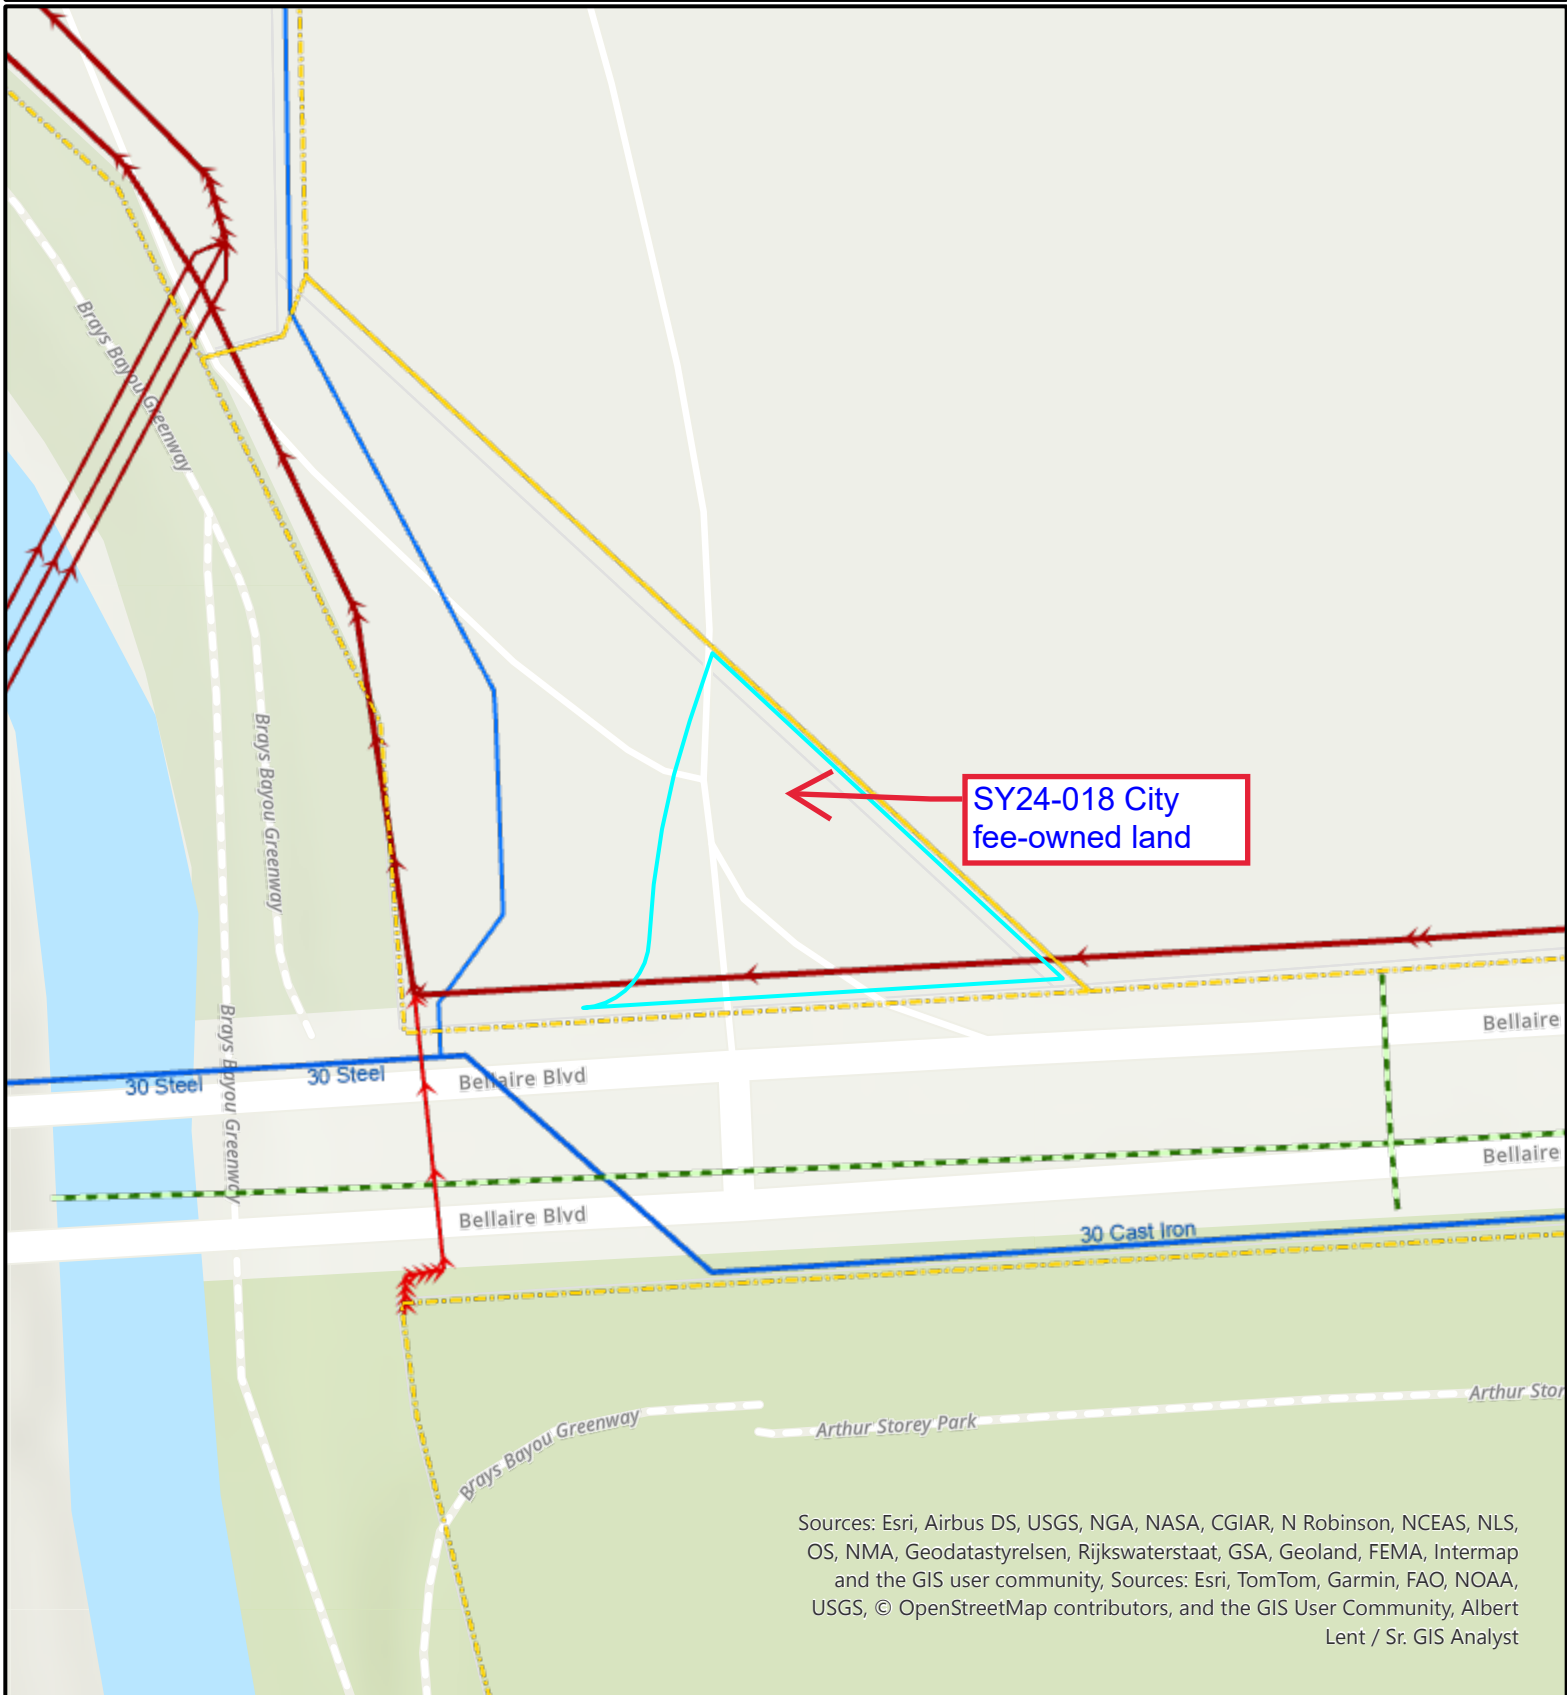 Brays Bayou Greenway
Brays Bayou Greenway
SY24-018 City
fee-owned land
Brays Bayou Greenway
Bellaire
30 Steel
30 Steel
Bellaire Blvd
Bellaire
Bellaire Blvd
30 Cast Iron
Arthur Stor
Brays Bayou Greenway
Arthur Storey Park
Sources: Esri, Airbus DS, USGS, NGA, NASA, CGIAR, N Robinson, NCEAS, NLS,
OS, NMA, Geodatastyrelsen, Rijkswaterstaat, GSA, Geoland, FEMA, Intermap
and the GIS user community, Sources: Esri, TomTom, Garmin, FAO, NOAA,
USGS, © OpenStreetMap contributors, and the GIS User Community, Albert
Lent / Sr. GIS Analyst